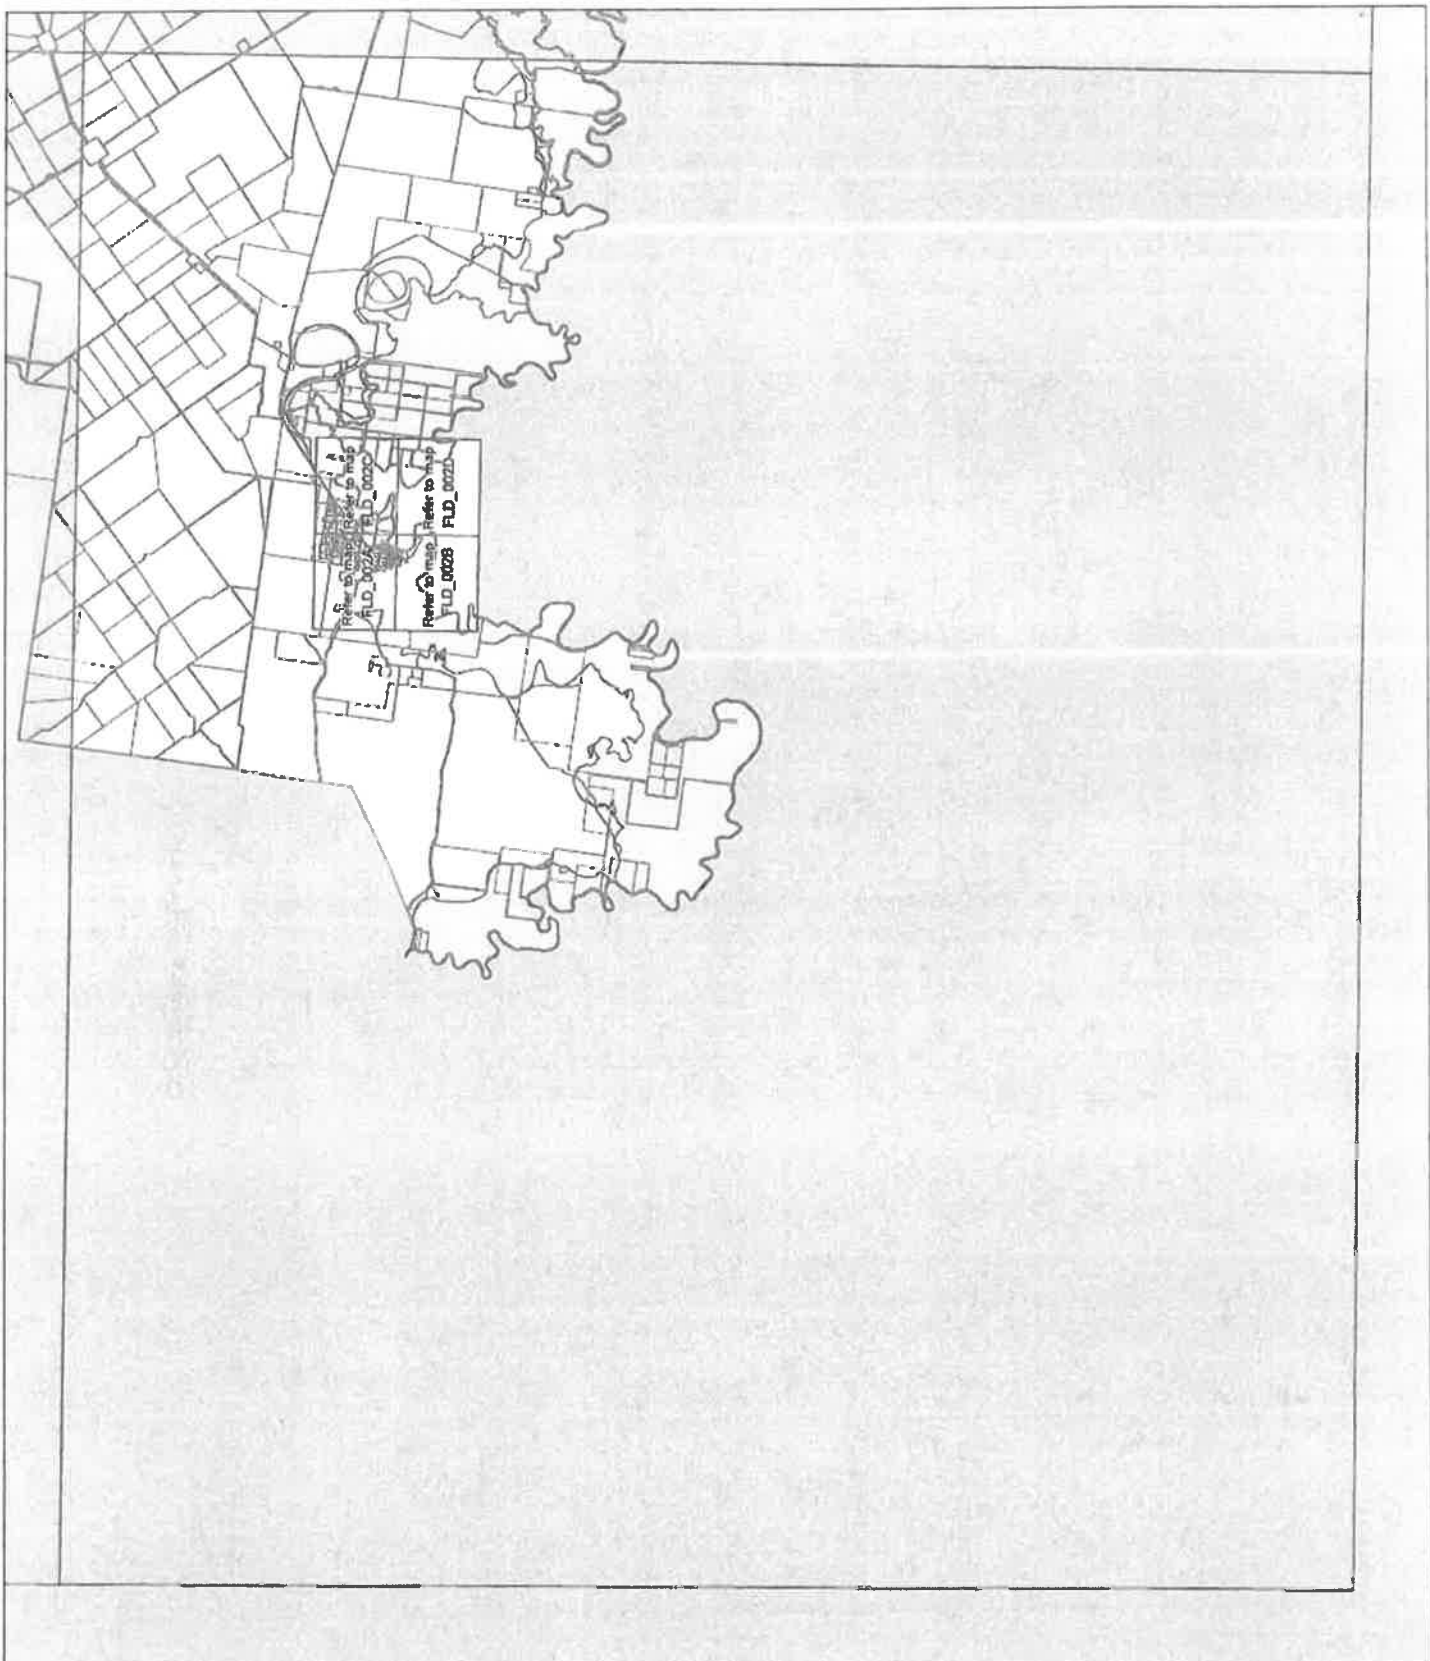 Refer to map
FLD_002A
Refer to map
FLD_002C
Refer to map
FLD_002B
Refer to map
FLD_002D